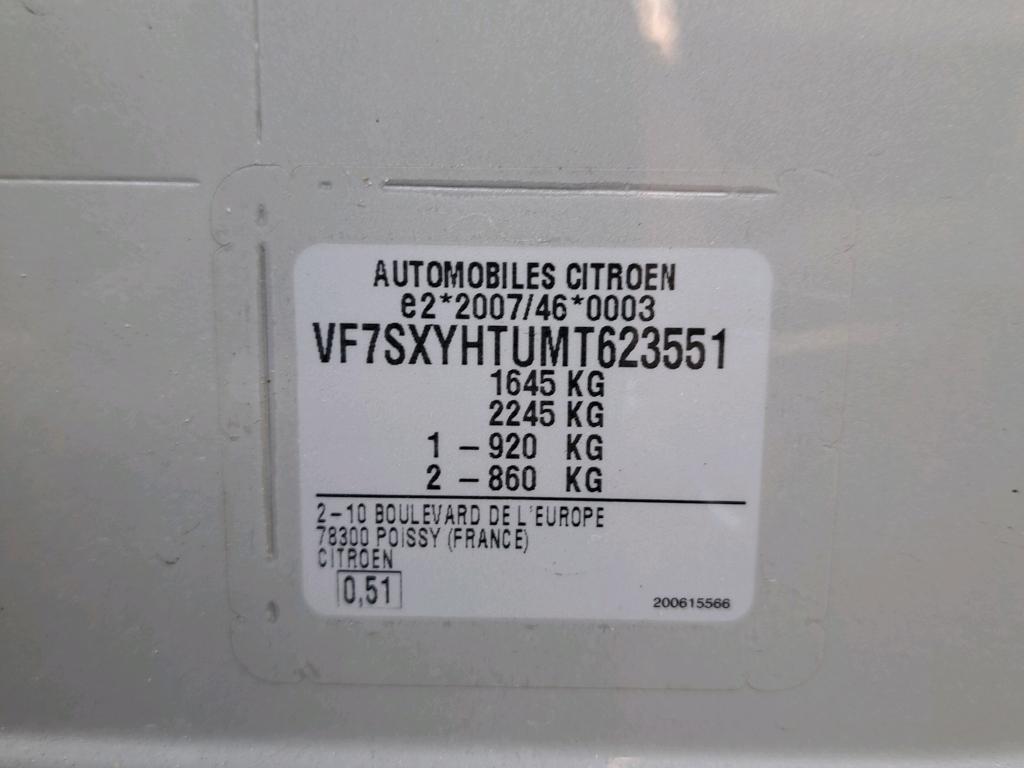 AUTOMOBILES CITROEN
e2*2007/46*0003
VF7SXYHTUMT623551
1645 KG
2245 KG
1 – 920 KG
2 – 860 KG
2–10 BOULEVARD DE L'EUROPE
78300 POISSY (FRANCE)
CITROEN
0,51
200615566